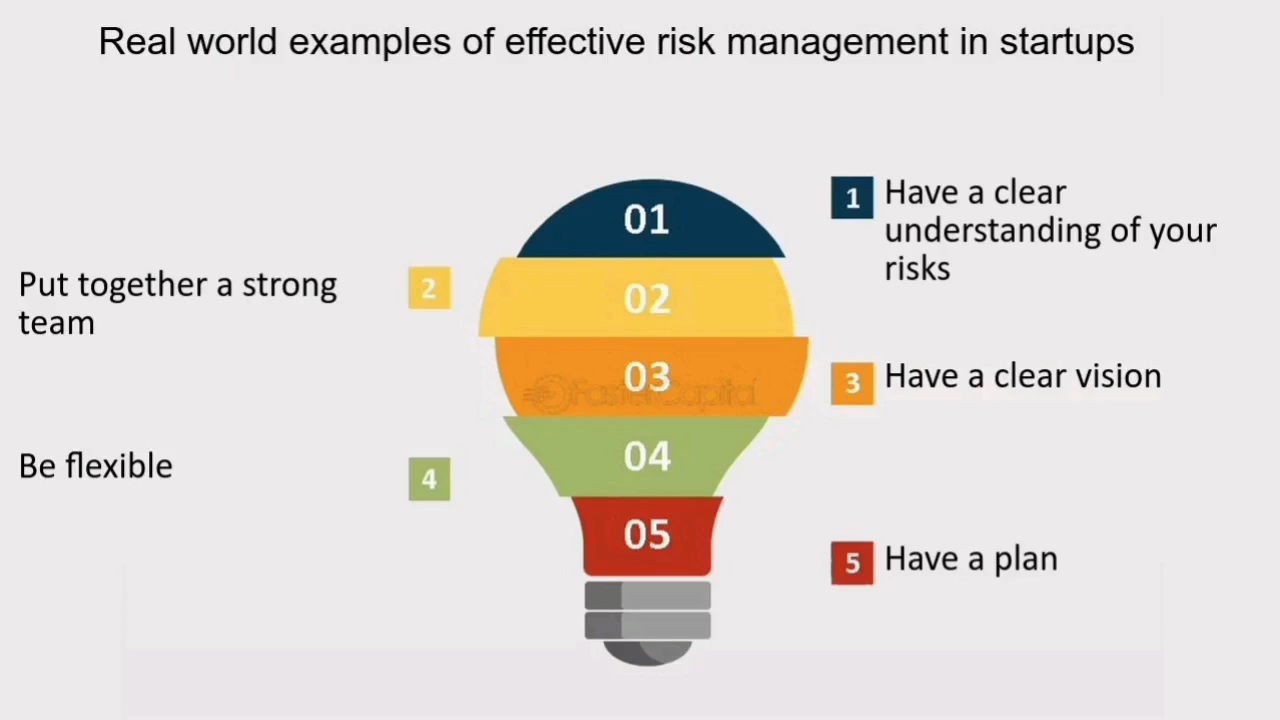 Real world examples of effective risk management in startups
01
1
Have a clear
understanding of your
risks
Put together a strong
team
2
02
03
FasterCapital
3
Have a clear vision
Be flexible
4
04
05
5
Have a plan